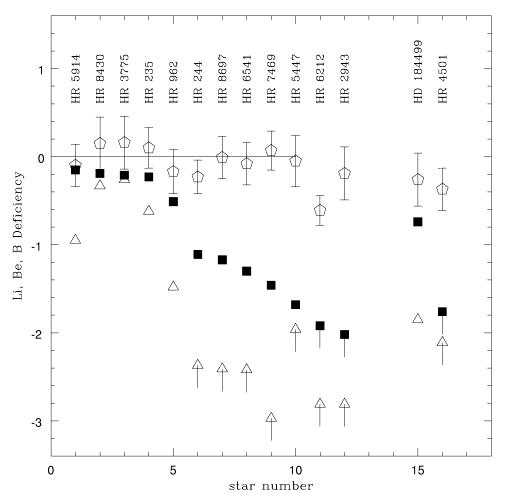 HR 5914
HR 8430
HR 3775
HR 235
HR 962
HR 244
HR 8697
HR 6541
HR 7469
HR 5447
HR 6212
HR 2943
HD 184499
HR 4501
1
0
-1
-2
-3
Li, Be, B Deficiency
0
5
10
15
star number